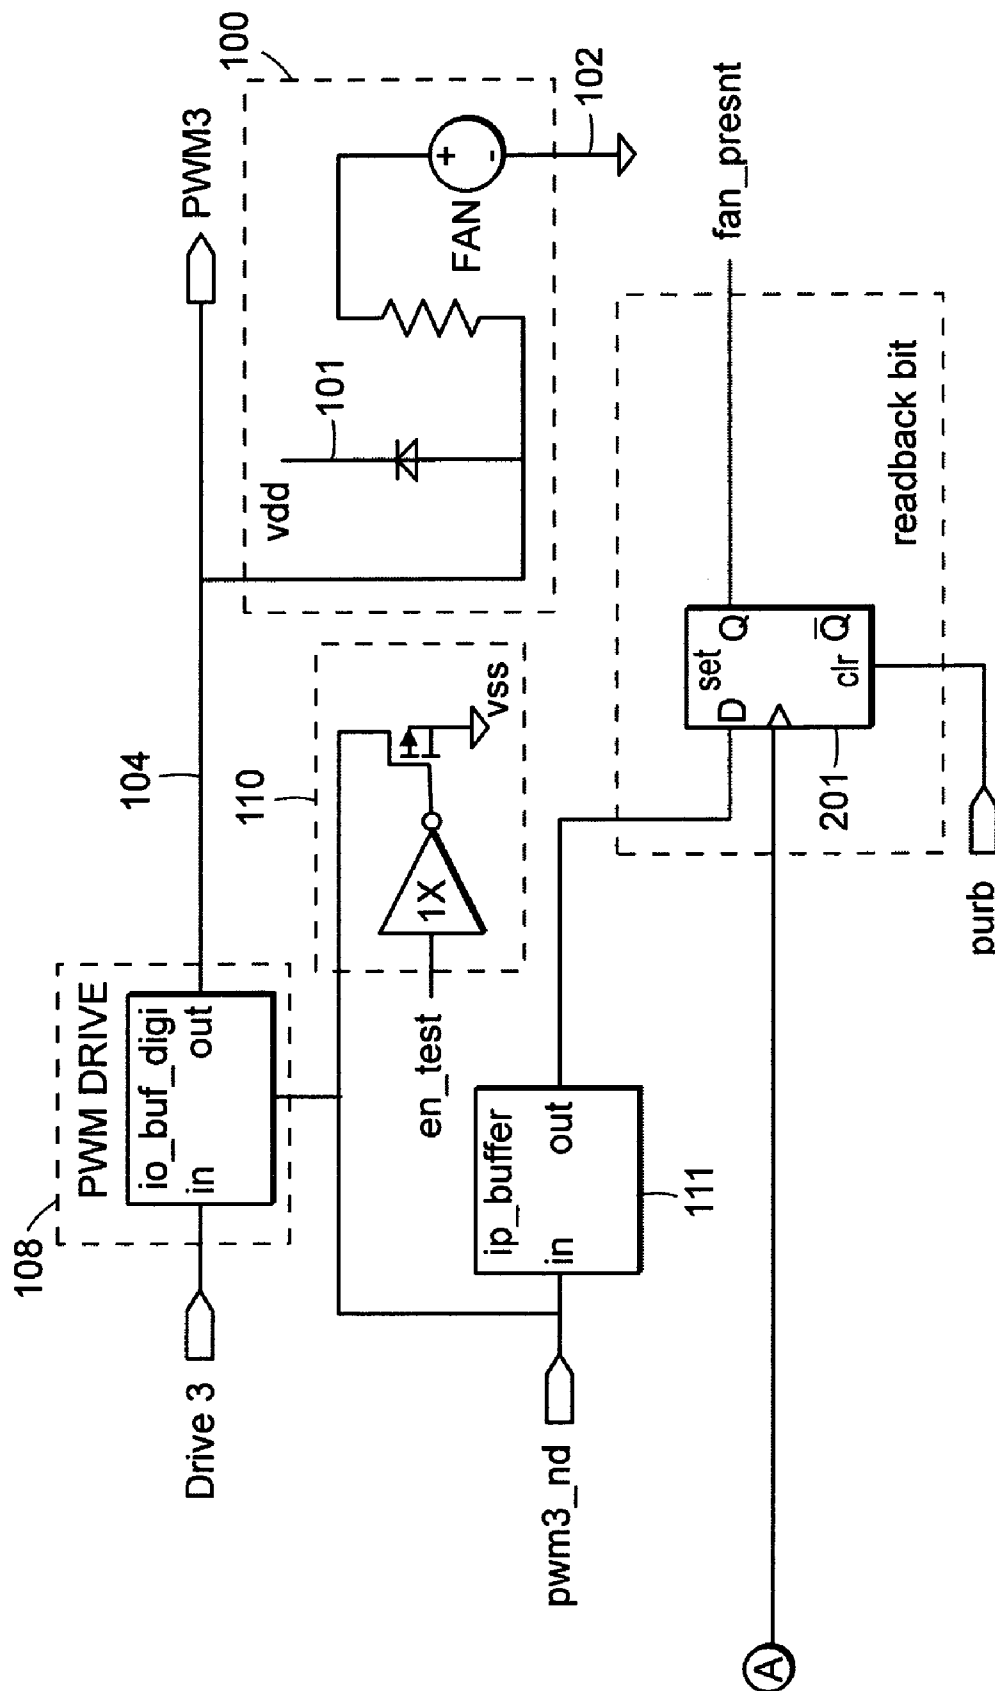 108
PWM DRIVE
io_buf_digi
in
out
Drive 3
104
PWM3
100
vdd
101
FAN
+
-
102
110
1X
vss
en_test
ip_buffer
in
out
111
pwm3_nd
fan_presnt
readback bit
set
D
Q
Q̅
clr
201
purb
A